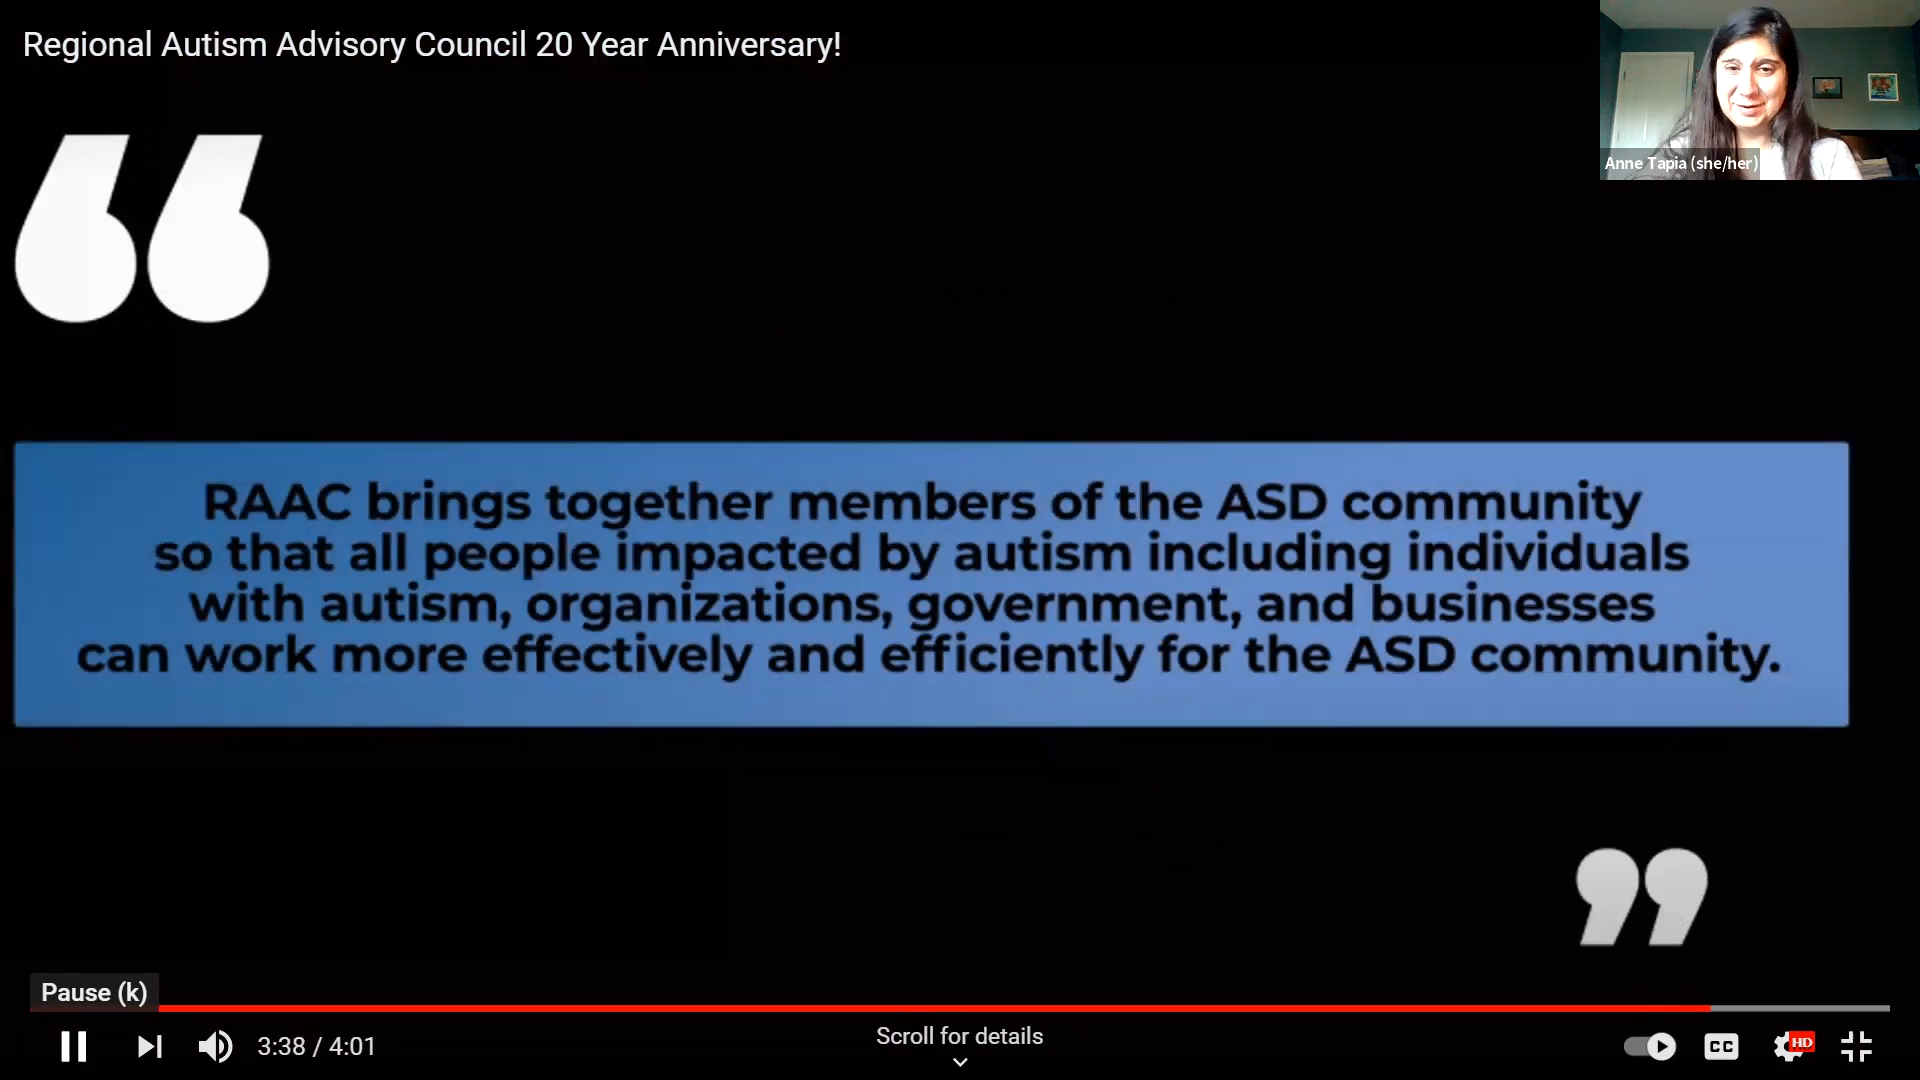 Regional Autism Advisory Council 20 Year Anniversary!
Anne Tapia (she/her)
“
RAAC brings together members of the ASD community
so that all people impacted by autism including individuals
with autism, organizations, government, and businesses
can work more effectively and efficiently for the ASD community.
”
Pause (k)
3:38 / 4:01
Scroll for details
CC
HD